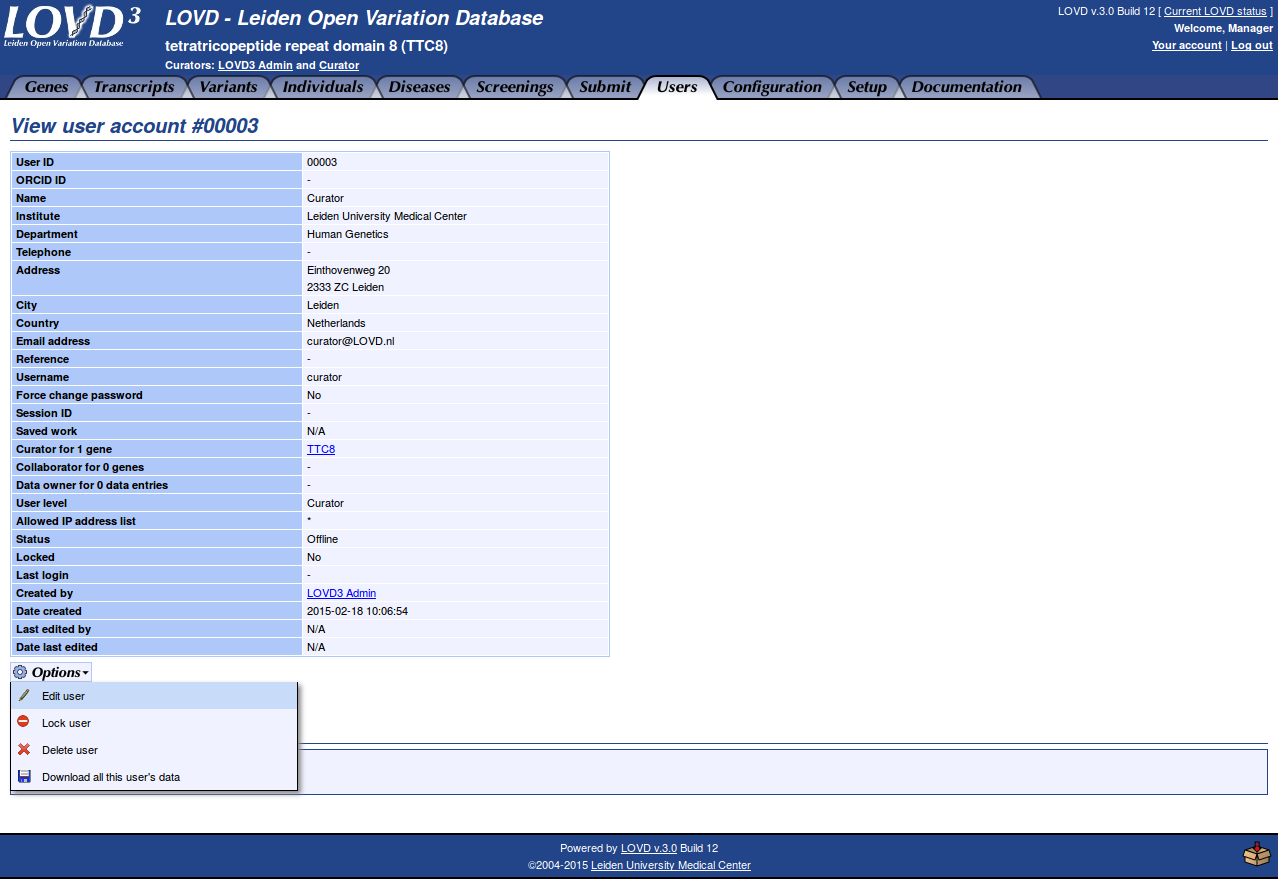 LOVD 3
Leiden Open Variation Database
LOVD - Leiden Open Variation Database
tetratricopeptide repeat domain 8 (TTC8)
Curators: LOVD3 Admin and Curator
LOVD v.3.0 Build 12 [ Current LOVD status ]
Welcome, Manager
Your account | Log out
Genes Transcripts Variants Individuals Diseases Screenings Submit Users Configuration Setup Documentation
View user account #00003
User ID 00003
ORCID ID -
Name Curator
Institute Leiden University Medical Center
Department Human Genetics
Telephone -
Address Einthovenweg 20
2333 ZC Leiden
City Leiden
Country Netherlands
Email address curator@LOVD.nl
Reference -
Username curator
Force change password No
Session ID -
Saved work N/A
Curator for 1 gene TTC8
Collaborator for 0 genes -
Data owner for 0 data entries -
User level Curator
Allowed IP address list *
Status Offline
Locked No
Last login -
Created by LOVD3 Admin
Date created 2015-02-18 10:06:54
Last edited by N/A
Date last edited N/A
Options
Edit user
Lock user
Delete user
Download all this user's data
Powered by LOVD v.3.0 Build 12
©2004-2015 Leiden University Medical Center